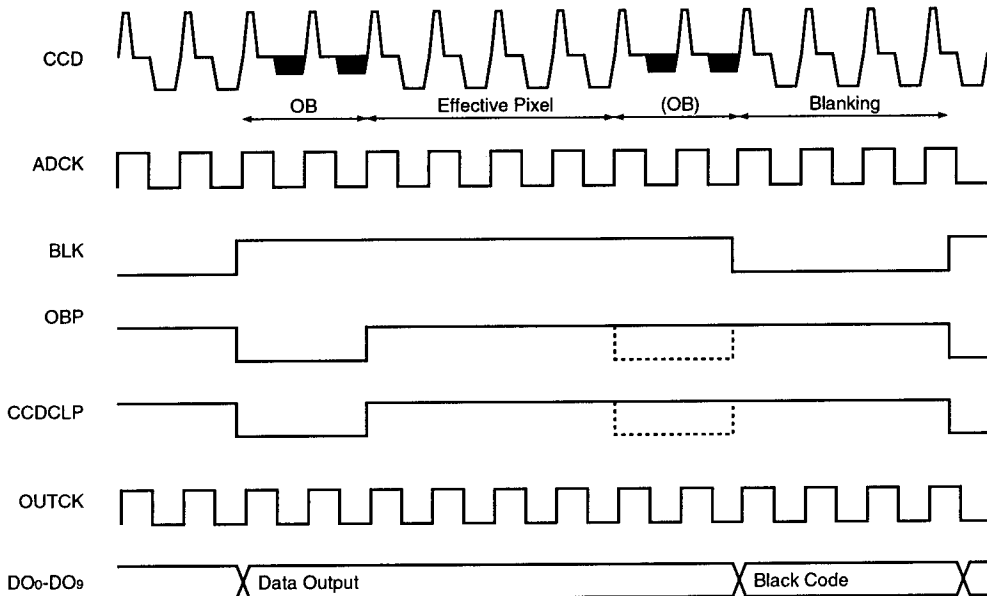 CCD
OB Effective Pixel (OB) Blanking
ADCK
BLK
OBP
CCDCLP
OUTCK
DO0-DO9 Data Output Black Code